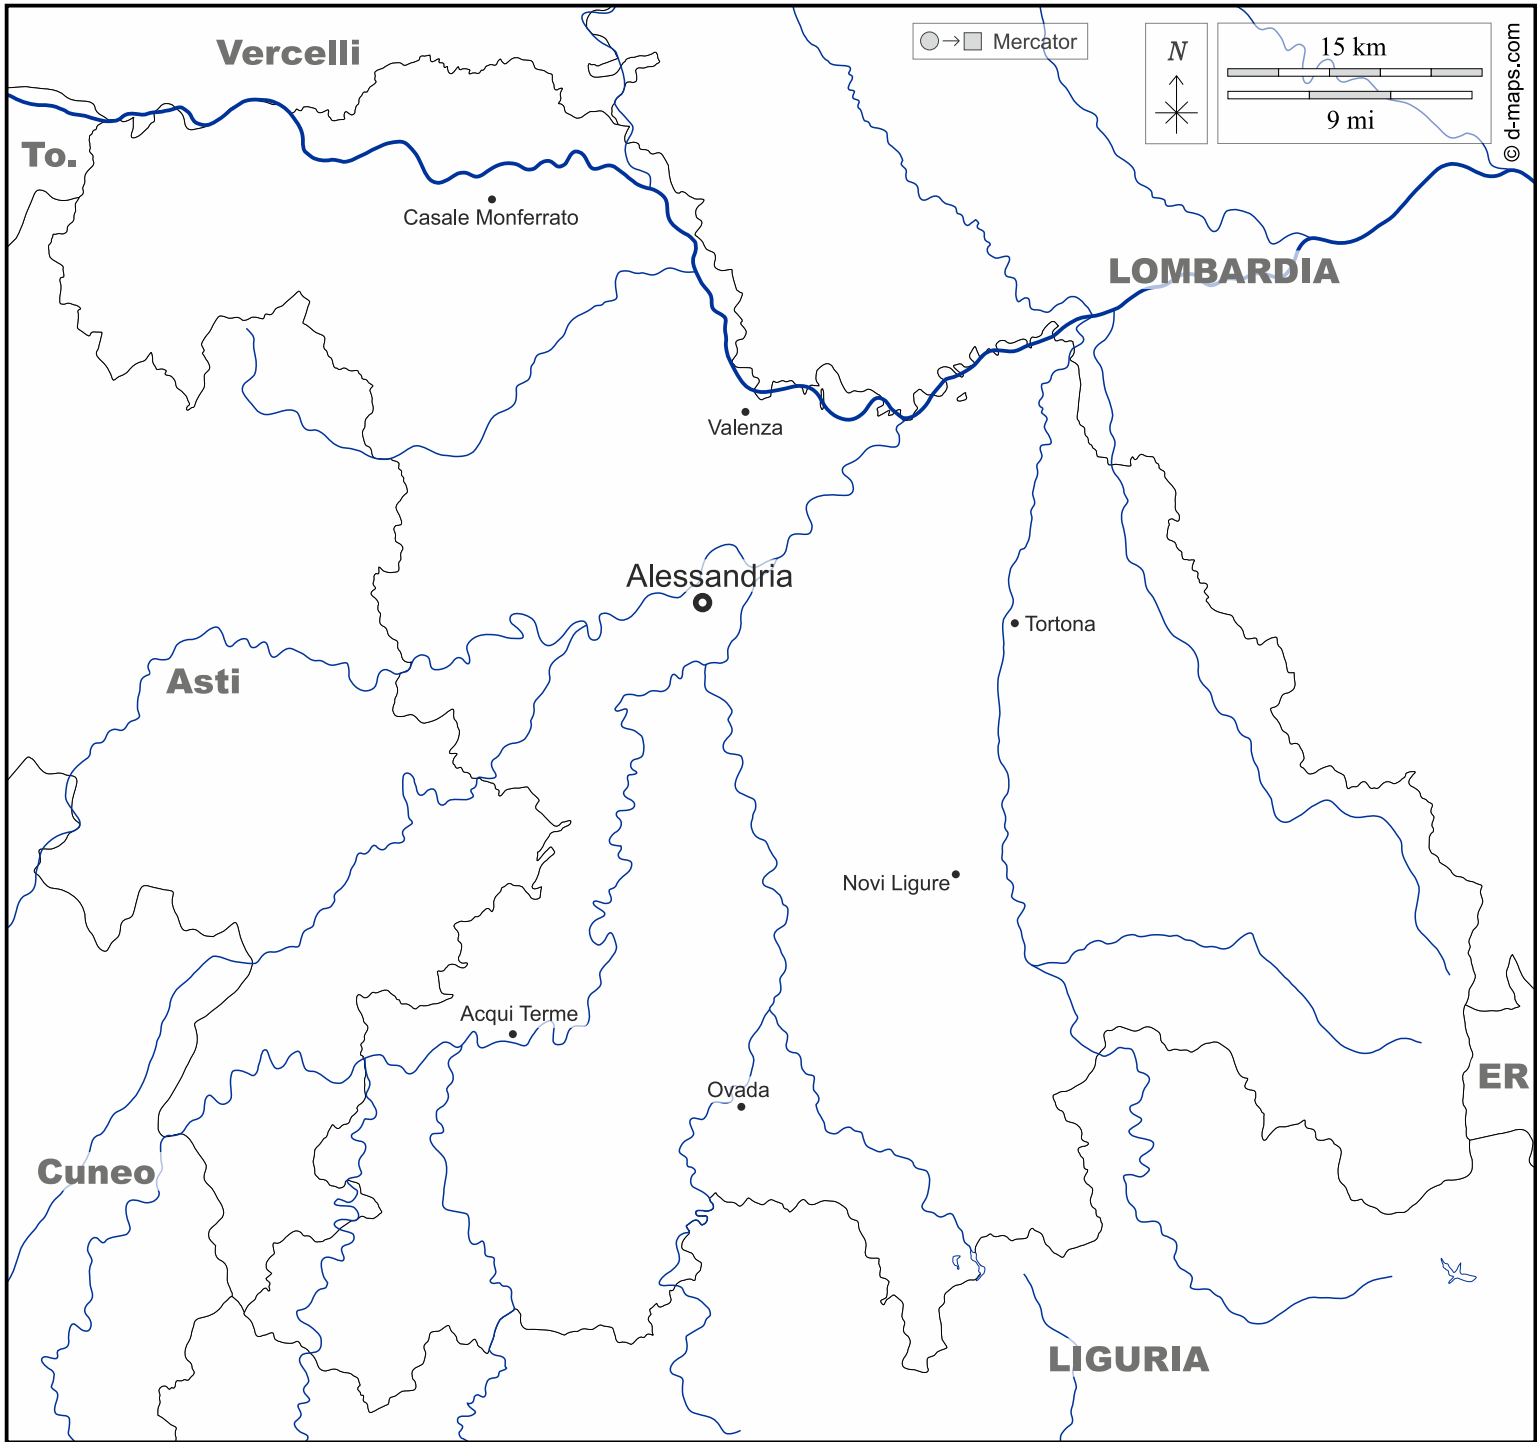 Vercelli
Mercator
N
15 km
9 mi
© d-maps.com
To.
Casale Monferrato
LOMBARDIA
Valenza
Alessandria
Tortona
Asti
Novi Ligure
Acqui Terme
Ovada
ER
Cuneo
LIGURIA